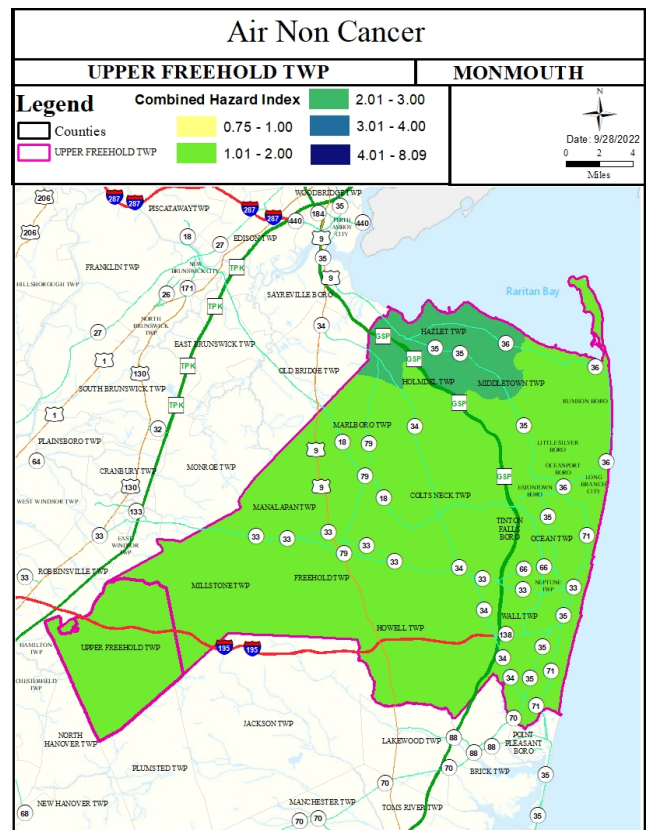 Air Non Cancer
UPPER FREEHOLD TWP
MONMOUTH
Legend
Counties
UPPER FREEHOLD TWP
Combined Hazard Index
0.75 - 1.00
1.01 - 2.00
2.01 - 3.00
3.01 - 4.00
4.01 - 8.09
N
Date: 9/28/2022
0 2 4
Miles
206
287
287
WOODBRIDGE TWP
35
PISCATAWAY TWP
287
287
440
184
PERTH
AMBOY
CITY
440
206
18
27
EDISON TWP
9
35
FRANKLIN TWP
NEW
BRUNSWICK CITY
TPK
9
HILLSBOROUGH TWP
26
171
SAYREVILLE BORO
Raritan Bay
NORTH
BRUNSWICK
TWP
TPK
34
27
EAST BRUNSWICK TWP
GSP
HAZLET TWP
35
35
36
1
130
TPK
OLD BRIDGE TWP
GSP
36
SOUTH BRUNSWICK TWP
HOLMDEL TWP
MIDDLETOWN TWP
TPK
GSP
RUMSON BORO
1
32
MARLBORO TWP
34
35
PLAINSBORO TWP
18
79
LITTLE SILVER
BORO
64
9
MONROE TWP
CRANBURY TWP
36
OCEANPORT
BORO
79
GSP
LONG
BRANCH
CITY
130
9
18
COLTS NECK TWP
EATONTOWN
BORO
36
WEST WINDSOR TWP
133
MANALAPAN TWP
TINTON
FALLS
BORO
35
33
EAST
WINDSOR
TWP
33
33
33
79
33
33
OCEAN TWP
71
ROBBINSVILLE TWP
33
MILLSTONE TWP
FREEHOLD TWP
34
33
66
66
33
NEPTUNE
TWP
33
34
WALL TWP
35
HAMILTON
TWP
UPPER FREEHOLD TWP
195
195
HOWELL TWP
138
35
34
CHESTERFIELD
TWP
34
35
71
71
NORTH
HANOVER TWP
JACKSON TWP
70
LAKEWOOD TWP
88
88
88
POINT
PLEASANT
BORO
PLUMSTED TWP
70
BRICK TWP
70
35
NEW HANOVER TWP
MANCHESTER TWP
TOMS RIVER TWP
68
70
70
35